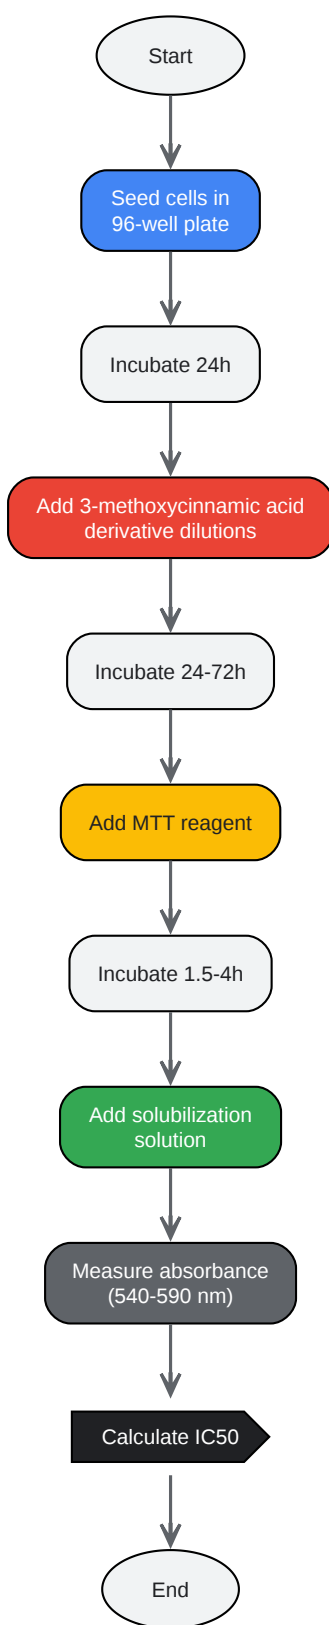 Start
Seed cells in
96-well plate
Incubate 24h
Add 3-methoxycinnamic acid
derivative dilutions
Incubate 24-72h
Add MTT reagent
Incubate 1.5-4h
Add solubilization
solution
Measure absorbance
(540-590 nm)
Calculate IC50
End